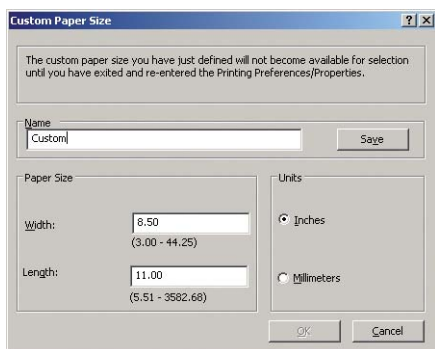 Custom Paper Size
The custom paper size you have just defined will not become available for selection
until you have exited and re-entered the Printing Preferences/Properties.
Name
Custom
Save
Paper Size
Width:
8.50
(3.00 - 44.25)
Length:
11.00
(5.51 - 3582.68)
Units
Inches
Millimeters
OK
Cancel